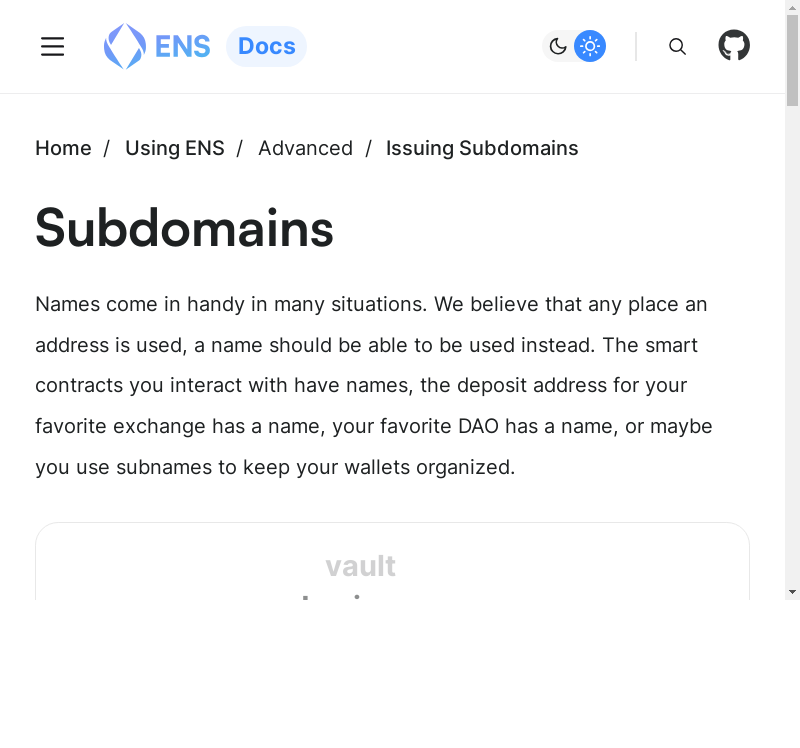 ENS Docs
Home / Using ENS / Advanced / Issuing Subdomains
Subdomains
Names come in handy in many situations. We believe that any place an
address is used, a name should be able to be used instead. The smart
contracts you interact with have names, the deposit address for your
favorite exchange has a name, your favorite DAO has a name, or maybe
you use subnames to keep your wallets organized.
vault